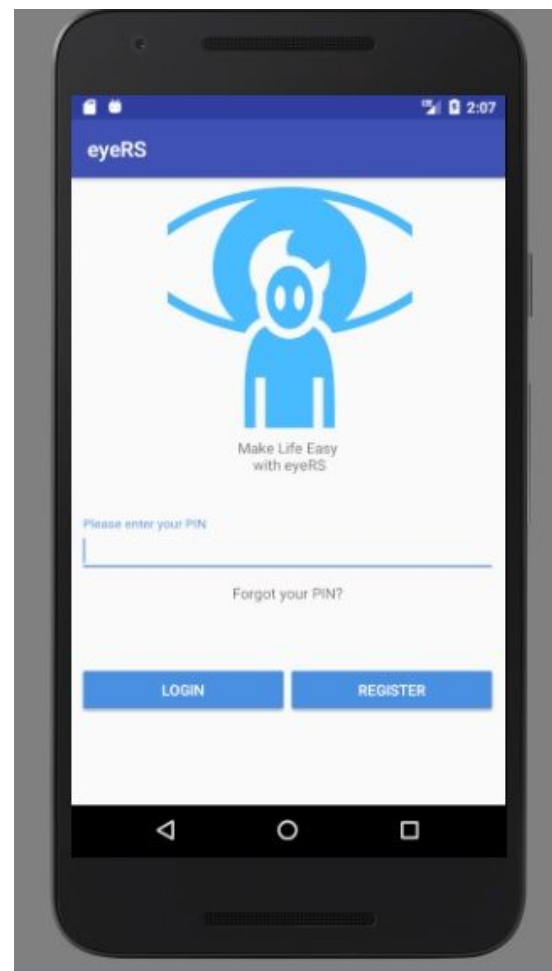 2:07
eyeRS
Make Life Easy
with eyeRS
Please enter your PIN
Forgot your PIN?
LOGIN
REGISTER